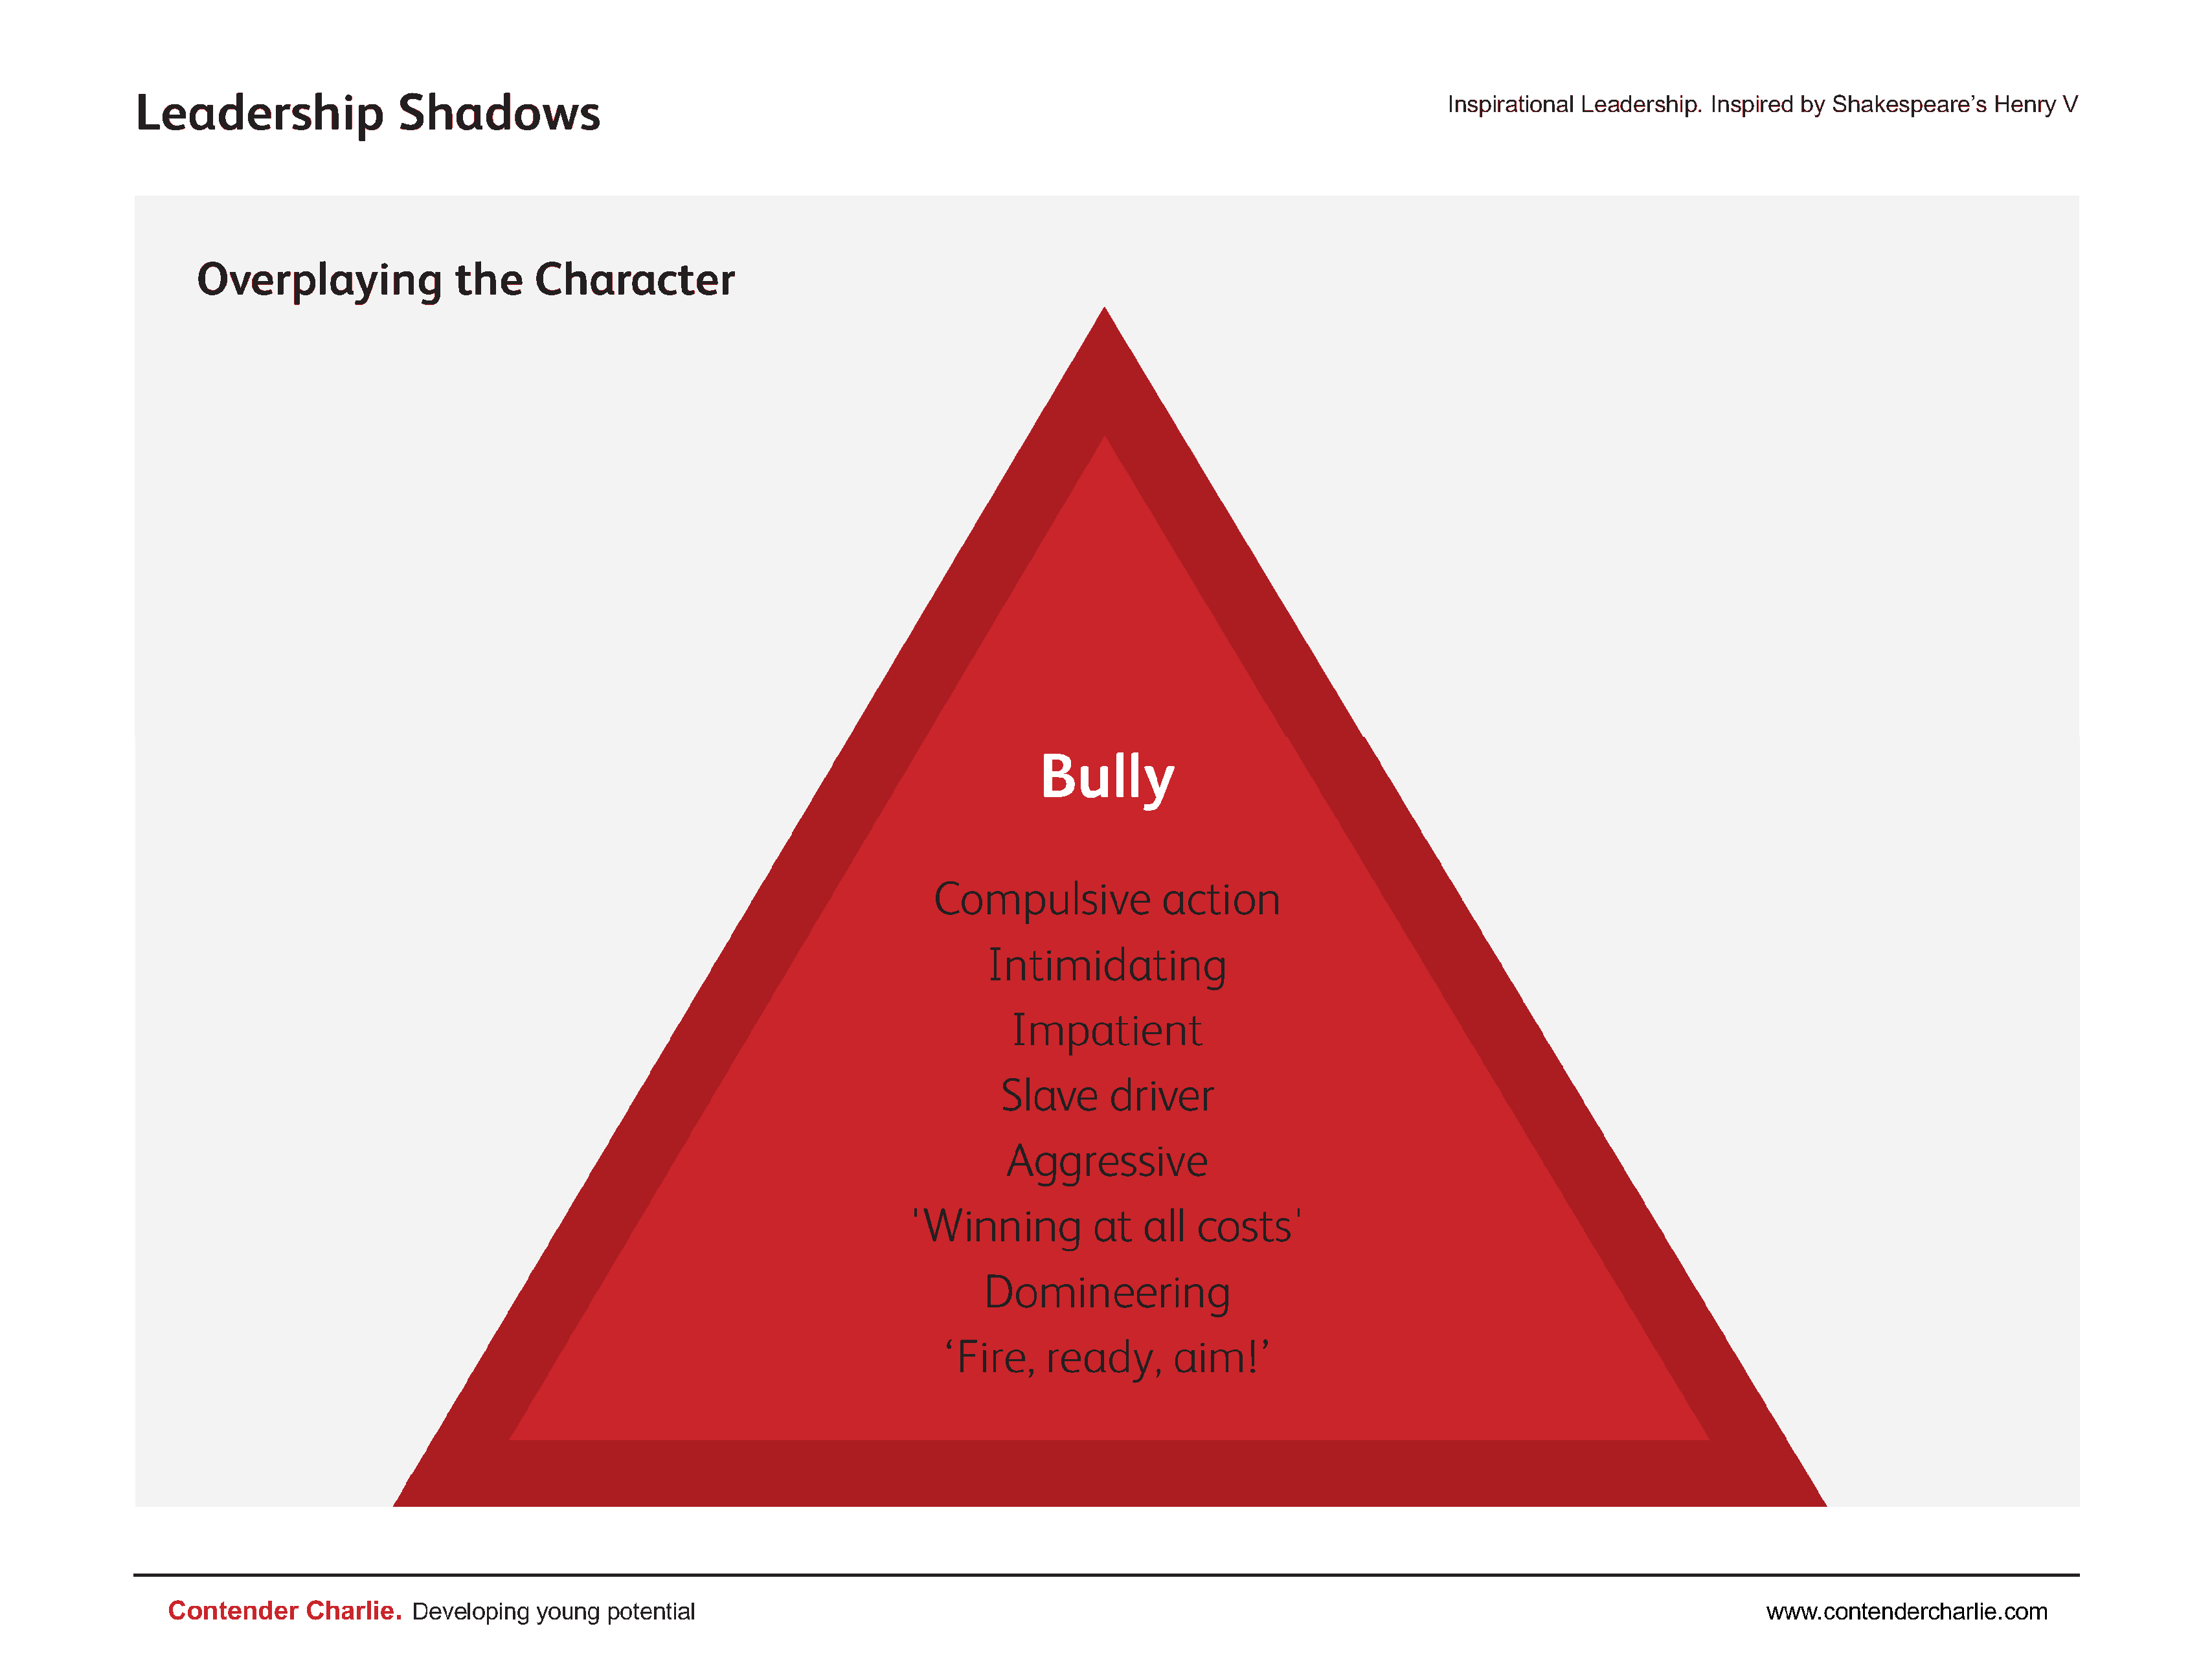 Leadership Shadows
Inspirational Leadership. Inspired by Shakespeare’s Henry V
Overplaying the Character
Bully
Compulsive action
Intimidating
Impatient
Slave driver
Aggressive
'Winning at all costs'
Domineering
‘Fire, ready, aim!’
Contender Charlie. Developing young potential
www.contendercharlie.com